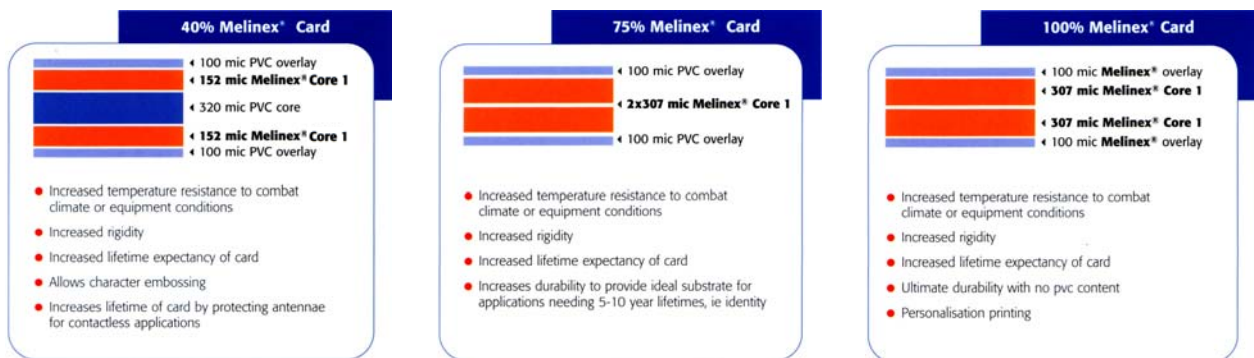 40% Melinex® Card
100 mic PVC overlay
152 mic Melinex® Core 1
320 mic PVC core
152 mic Melinex® Core 1
100 mic PVC overlay
• Increased temperature resistance to combat
climate or equipment conditions
• Increased rigidity
• Increased lifetime expectancy of card
• Allows character embossing
• Increases lifetime of card by protecting antennae
for contactless applications
75% Melinex® Card
100 mic PVC overlay
2x307 mic Melinex® Core 1
100 mic PVC overlay
• Increased temperature resistance to combat
climate or equipment conditions
• Increased rigidity
• Increased lifetime expectancy of card
• Increases durability to provide ideal substrate for
applications needing 5-10 year lifetimes, ie identity
100% Melinex® Card
100 mic Melinex® overlay
307 mic Melinex® Core 1
307 mic Melinex® Core 1
100 mic Melinex® overlay
• Increased temperature resistance to combat
climate or equipment conditions
• Increased rigidity
• Increased lifetime expectancy of card
• Ultimate durability with no pvc content
• Personalisation printing